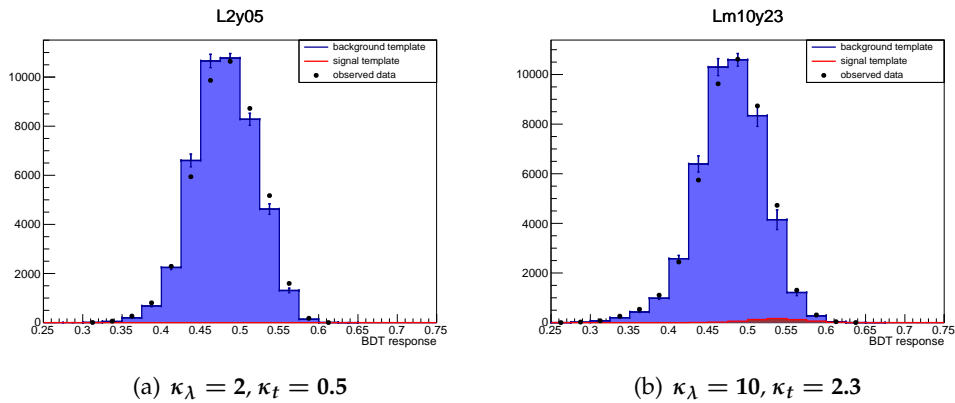 L2y05
background template
signal template
observed data
10000
8000
6000
4000
2000
0
0.25 0.3 0.35 0.4 0.45 0.5 0.55 0.6 0.65 0.7 0.75
BDT response
(a) κλ = 2, κt = 0.5
Lm10y23
background template
signal template
observed data
10000
8000
6000
4000
2000
0
0.25 0.3 0.35 0.4 0.45 0.5 0.55 0.6 0.65 0.7 0.75
BDT response
(b) κλ = 10, κt = 2.3